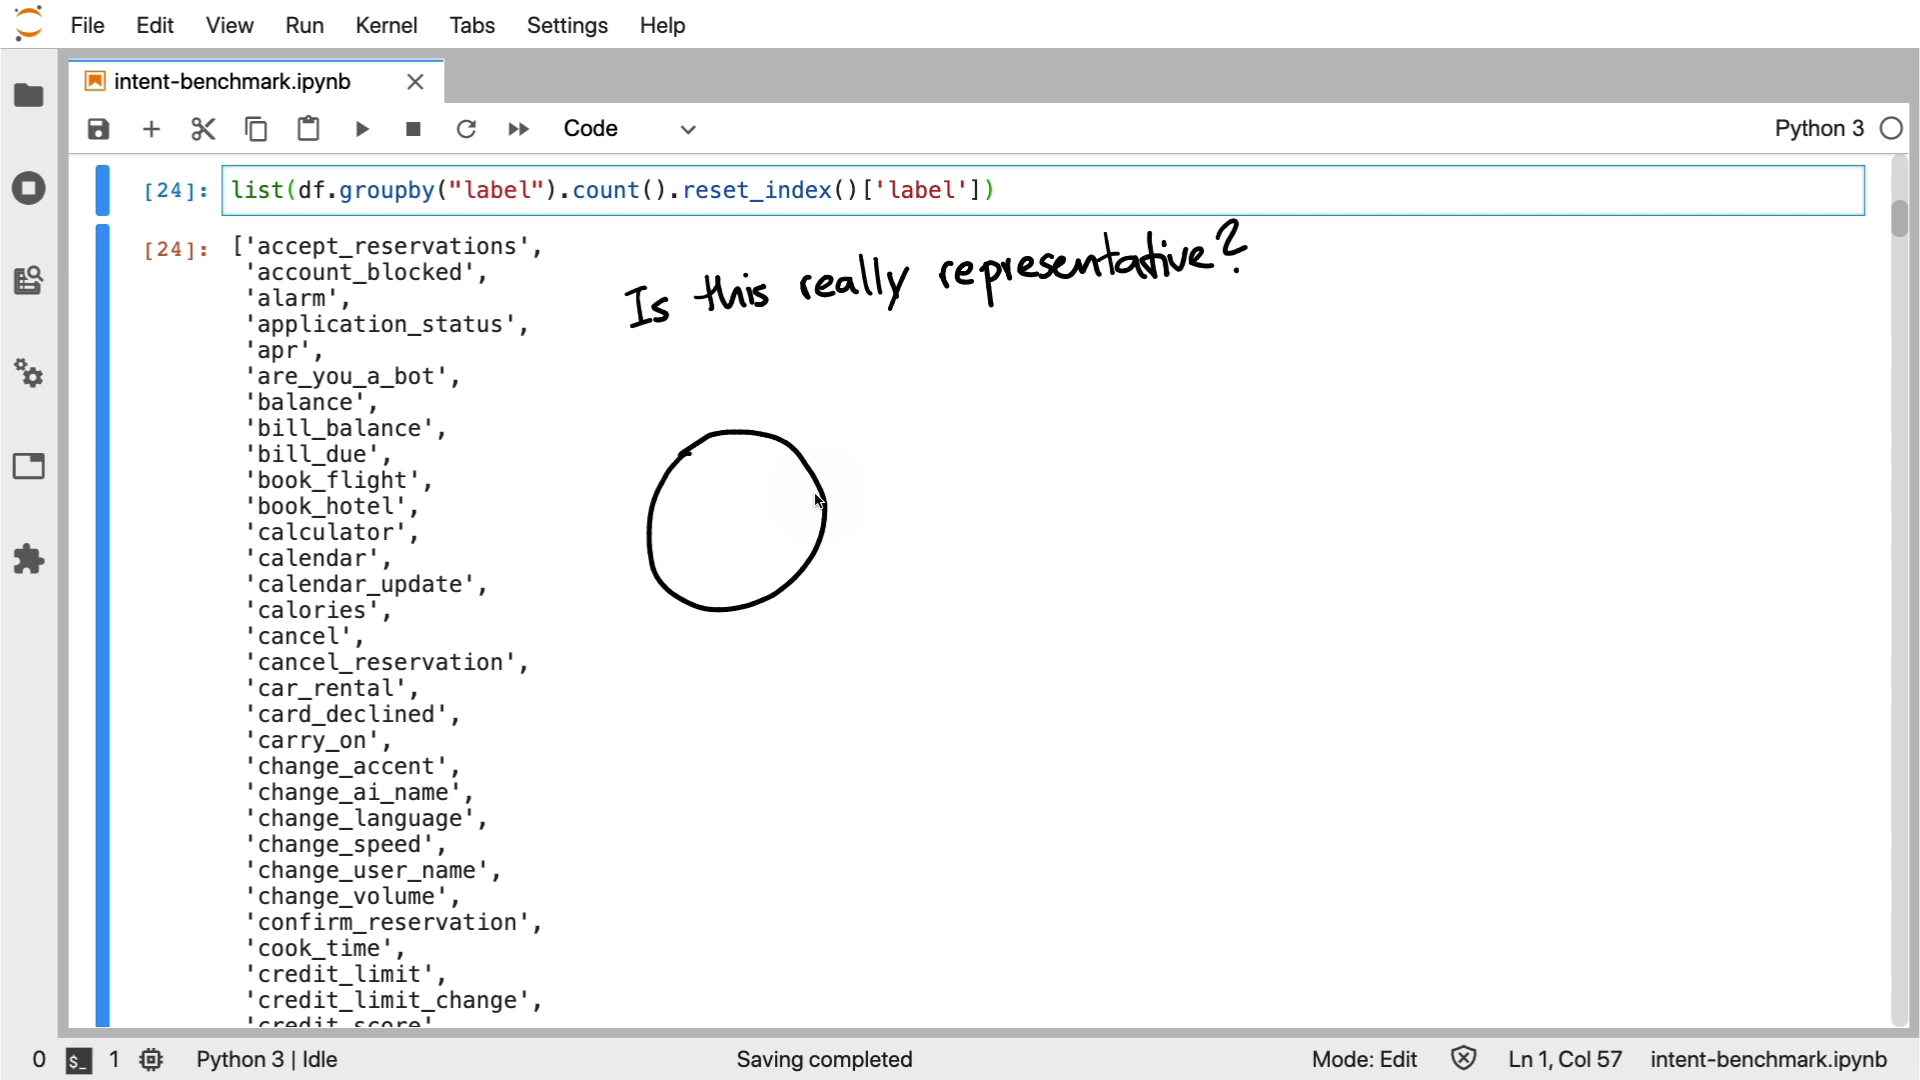 File Edit View Run Kernel Tabs Settings Help
intent-benchmark.ipynb
Code
Python 3
[24]: list(df.groupby("label").count().reset_index()['label'])
[24]: ['accept_reservations',
'account_blocked',
'alarm',
'application_status',
'apr',
'are_you_a_bot',
'balance',
'bill_balance',
'bill_due',
'book_flight',
'book_hotel',
'calculator',
'calendar',
'calendar_update',
'calories',
'cancel',
'cancel_reservation',
'car_rental',
'card_declined',
'carry_on',
'change_accent',
'change_ai_name',
'change_language',
'change_speed',
'change_user_name',
'change_volume',
'confirm_reservation',
'cook_time',
'credit_limit',
'credit_limit_change',
'credit_score'
Is this really representative?
0 $_ 1 Python 3 | Idle Saving completed Mode: Edit Ln 1, Col 57 intent-benchmark.ipynb